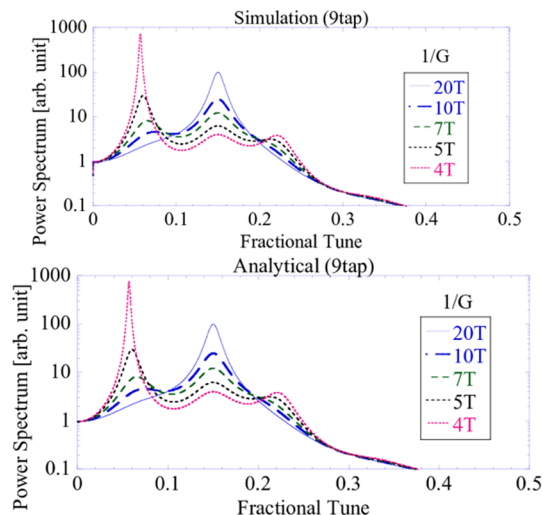 Simulation (9tap)
Power Spectrum [arb. unit]
1000
100
10
1
0.1
0
0.1
0.2
0.3
0.4
0.5
Fractional Tune
1/G
20T
10T
7T
5T
4T
Analytical (9tap)
Power Spectrum [arb. unit]
1000
100
10
1
0.1
0
0.1
0.2
0.3
0.4
0.5
Fractional Tune
1/G
20T
10T
7T
5T
4T